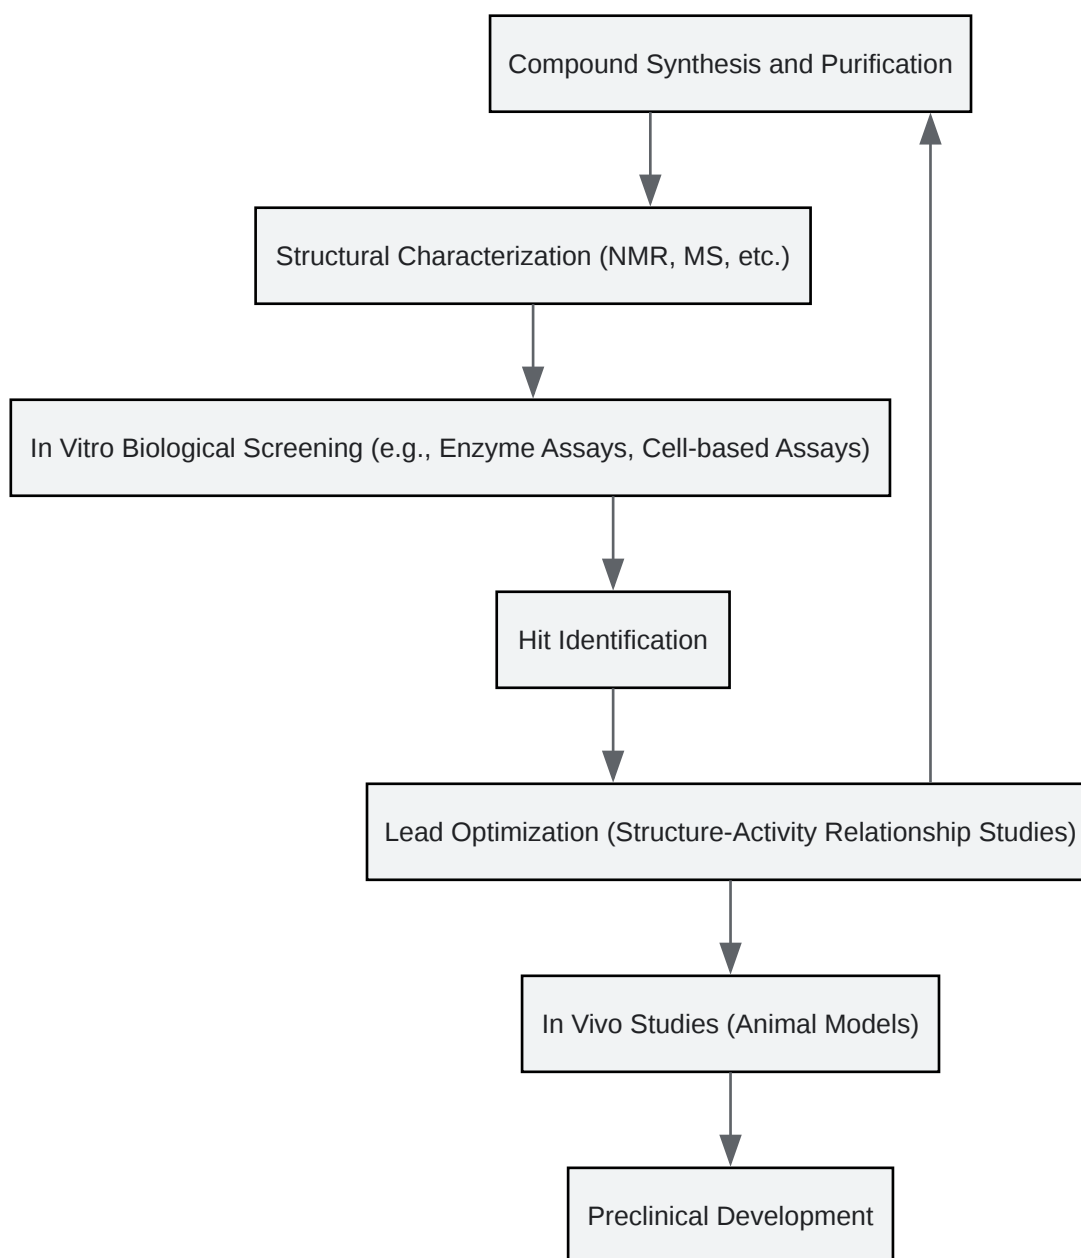 Compound Synthesis and Purification
Structural Characterization (NMR, MS, etc.)
In Vitro Biological Screening (e.g., Enzyme Assays, Cell-based Assays)
Hit Identification
Lead Optimization (Structure-Activity Relationship Studies)
In Vivo Studies (Animal Models)
Preclinical Development